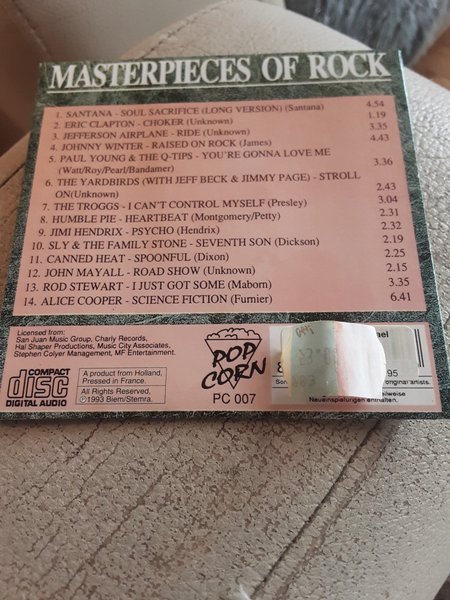 MASTERPIECES OF ROCK
1. SANTANA - SOUL SACRIFICE (LONG VERSION) (Santana) 4.54
2. ERIC CLAPTON - CHOKER (Unknown) 1.19
3. JEFFERSON AIRPLANE - RIDE (Unknown) 3.35
4. JOHNNY WINTER - RAISED ON ROCK (James) 4.43
5. PAUL YOUNG & THE Q-TIPS - YOU'RE GONNA LOVE ME
(Watt/Roy/Pearl/Bandamer) 3.36
6. THE YARDBIRDS (WITH JEFF BECK & JIMMY PAGE) - STROLL
ON(Unknown) 2.43
7. THE TROGGS - I CAN'T CONTROL MYSELF (Presley) 3.04
8. HUMBLE PIE - HEARTBEAT (Montgomery/Petty) 2.31
9. JIMI HENDRIX - PSYCHO (Hendrix) 2.32
10. SLY & THE FAMILY STONE - SEVENTH SON (Dickson) 2.19
11. CANNED HEAT - SPOONFUL (Dixon) 2.25
12. JOHN MAYALL - ROAD SHOW (Unknown) 2.15
13. ROD STEWART - I JUST GOT SOME (Maborn) 3.35
14. ALICE COOPER - SCIENCE FICTION (Furnier) 6.41
Licensed from:
San Juan Music Group, Charly Records,
Hal Shaper Productions, Music City Associates,
Stephen Colyer Management, MF Entertainment.
COMPACT
disc
DIGITAL AUDIO
A product from Holland,
Pressed in France.
All Rights Reserved,
©1993 Biem/Stemra.
POP
CORN
PC 007
8
95
original artists.
Neueinspielungen enthalten.